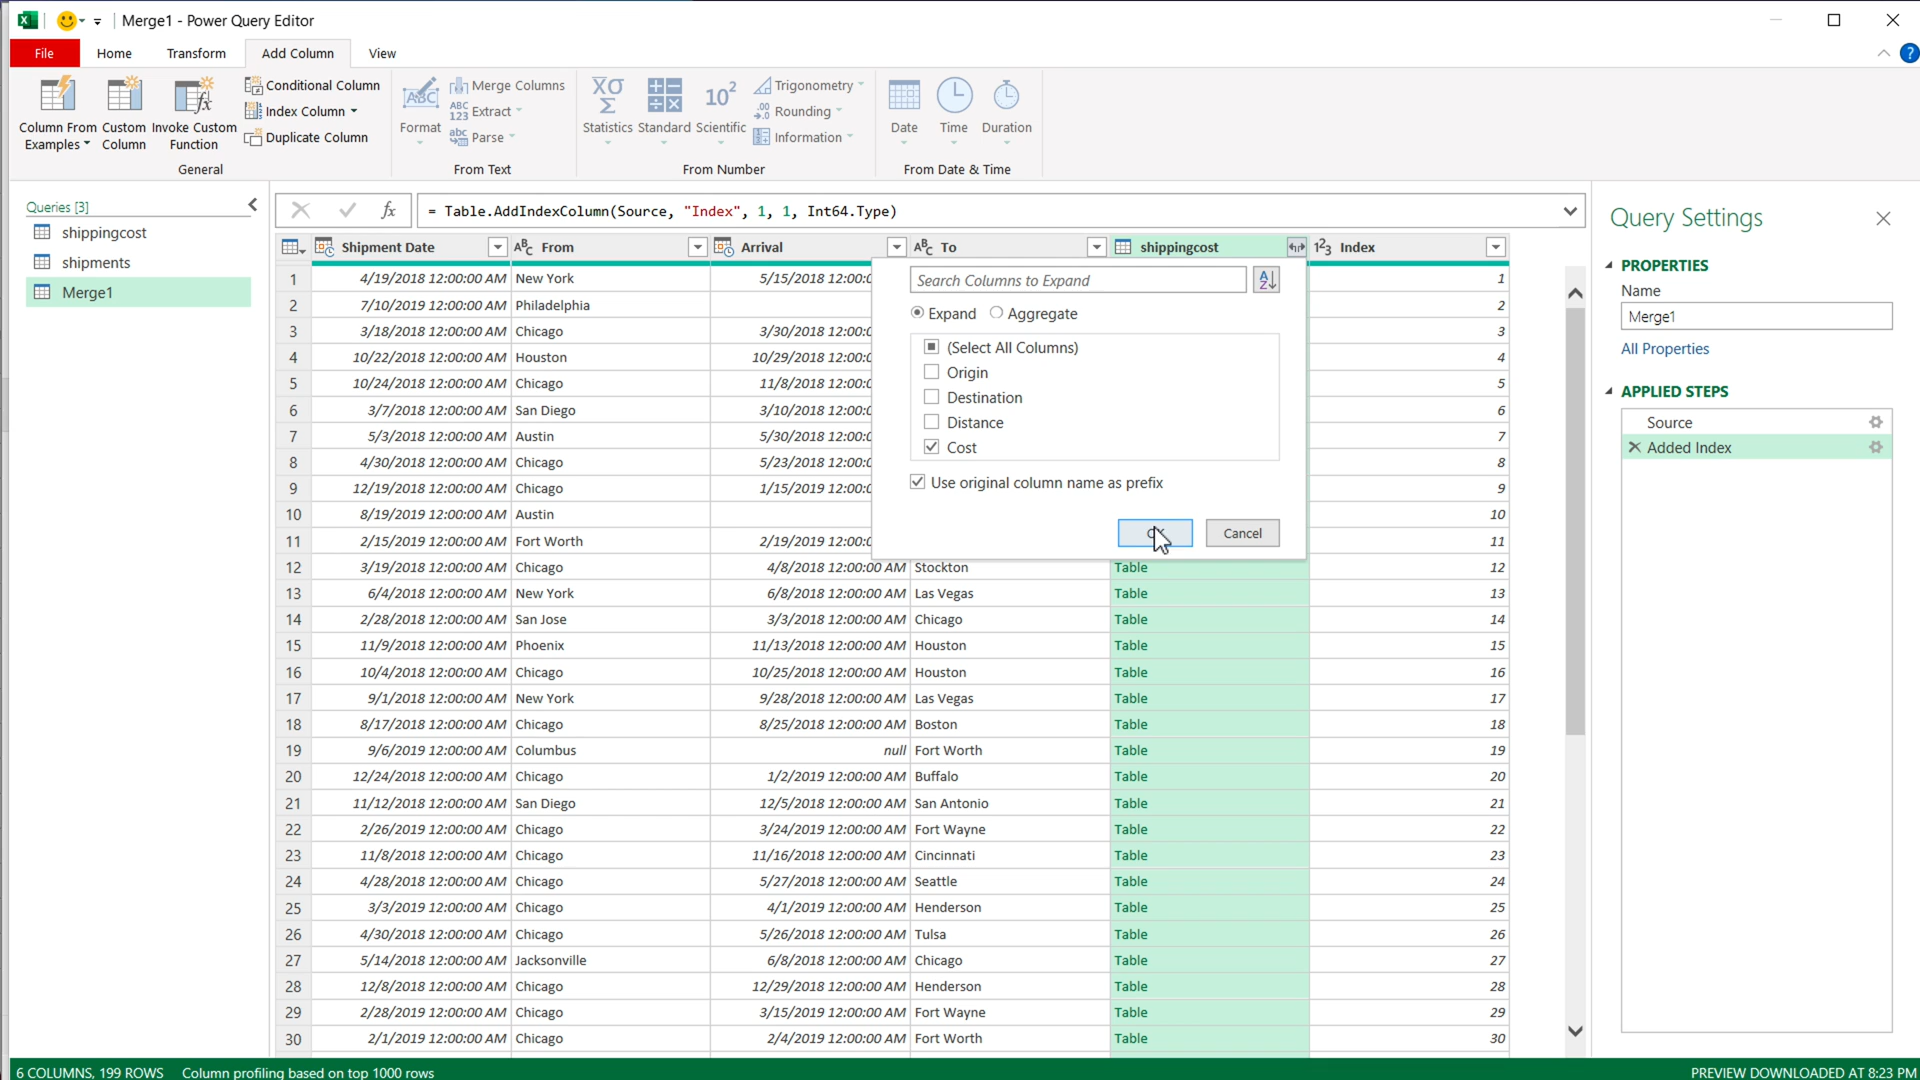 Merge1 - Power Query Editor
File Home Transform Add Column View
Column From Examples
Custom Column
Invoke Custom Function
Conditional Column
Index Column
Duplicate Column
General
Format
Merge Columns
Extract
Parse
From Text
Statistics
Standard
Scientific
Trigonometry
Rounding
Information
From Number
Date
Time
Duration
From Date & Time
Queries [3]
shippingcost
shipments
Merge1
= Table.AddIndexColumn(Source, "Index", 1, 1, Int64.Type)
Shipment Date From Arrival To shippingcost Index
1 4/19/2018 12:00:00 AM New York 5/15/2018 12:00:0 1
2 7/10/2019 12:00:00 AM Philadelphia 2
3 3/18/2018 12:00:00 AM Chicago 3/30/2018 12:00:0 3
4 10/22/2018 12:00:00 AM Houston 10/29/2018 12:00:0 4
5 10/24/2018 12:00:00 AM Chicago 11/8/2018 12:00:0 5
6 3/7/2018 12:00:00 AM San Diego 3/10/2018 12:00:0 6
7 5/3/2018 12:00:00 AM Austin 5/30/2018 12:00:0 7
8 4/30/2018 12:00:00 AM Chicago 5/23/2018 12:00:0 8
9 12/19/2018 12:00:00 AM Chicago 1/15/2019 12:00:0 9
10 8/19/2019 12:00:00 AM Austin 10
11 2/15/2019 12:00:00 AM Fort Worth 2/19/2019 12:00:0 11
12 3/19/2018 12:00:00 AM Chicago 4/8/2018 12:00:00 AM Stockton Table 12
13 6/4/2018 12:00:00 AM New York 6/8/2018 12:00:00 AM Las Vegas Table 13
14 2/28/2018 12:00:00 AM San Jose 3/3/2018 12:00:00 AM Chicago Table 14
15 11/9/2018 12:00:00 AM Phoenix 11/13/2018 12:00:00 AM Houston Table 15
16 10/4/2018 12:00:00 AM Chicago 10/25/2018 12:00:00 AM Houston Table 16
17 9/1/2018 12:00:00 AM New York 9/28/2018 12:00:00 AM Las Vegas Table 17
18 8/17/2018 12:00:00 AM Chicago 8/25/2018 12:00:00 AM Boston Table 18
19 9/6/2019 12:00:00 AM Columbus null Fort Worth Table 19
20 12/24/2018 12:00:00 AM Chicago 1/2/2019 12:00:00 AM Buffalo Table 20
21 11/12/2018 12:00:00 AM San Diego 12/5/2018 12:00:00 AM San Antonio Table 21
22 2/26/2019 12:00:00 AM Chicago 3/24/2019 12:00:00 AM Fort Wayne Table 22
23 11/8/2018 12:00:00 AM Chicago 11/16/2018 12:00:00 AM Cincinnati Table 23
24 4/28/2018 12:00:00 AM Chicago 5/27/2018 12:00:00 AM Seattle Table 24
25 3/3/2019 12:00:00 AM Chicago 4/1/2019 12:00:00 AM Henderson Table 25
26 4/30/2018 12:00:00 AM Chicago 5/26/2018 12:00:00 AM Tulsa Table 26
27 5/14/2018 12:00:00 AM Jacksonville 6/8/2018 12:00:00 AM Chicago Table 27
28 12/8/2018 12:00:00 AM Chicago 12/29/2018 12:00:00 AM Henderson Table 28
29 2/28/2019 12:00:00 AM Chicago 3/15/2019 12:00:00 AM Fort Wayne Table 29
30 2/1/2019 12:00:00 AM Chicago 2/4/2019 12:00:00 AM Fort Worth Table 30
Search Columns to Expand
Expand Aggregate
(Select All Columns)
Origin
Destination
Distance
Cost
Use original column name as prefix
Cancel
Query Settings
PROPERTIES
Name
Merge1
All Properties
APPLIED STEPS
Source
Added Index
6 COLUMNS, 199 ROWS Column profiling based on top 1000 rows
PREVIEW DOWNLOADED AT 8:23 PM